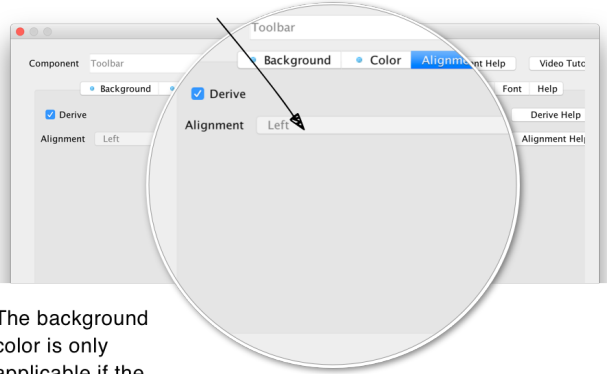 Toolbar
Background Color Alignment Help Video Tuto
Component Toolbar
Background Font Help
Derive
Alignment Left
Derive Derive Help
Alignment Left Alignment Help
The background
color is only
applicable if the